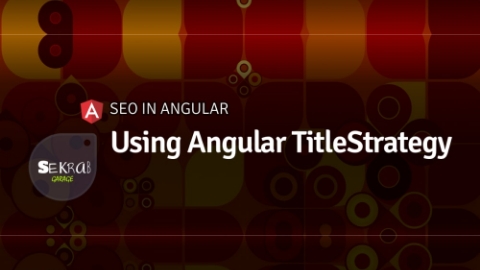 A
SEO IN ANGULAR
Using Angular TitleStrategy
SEKRAB
GARAGE